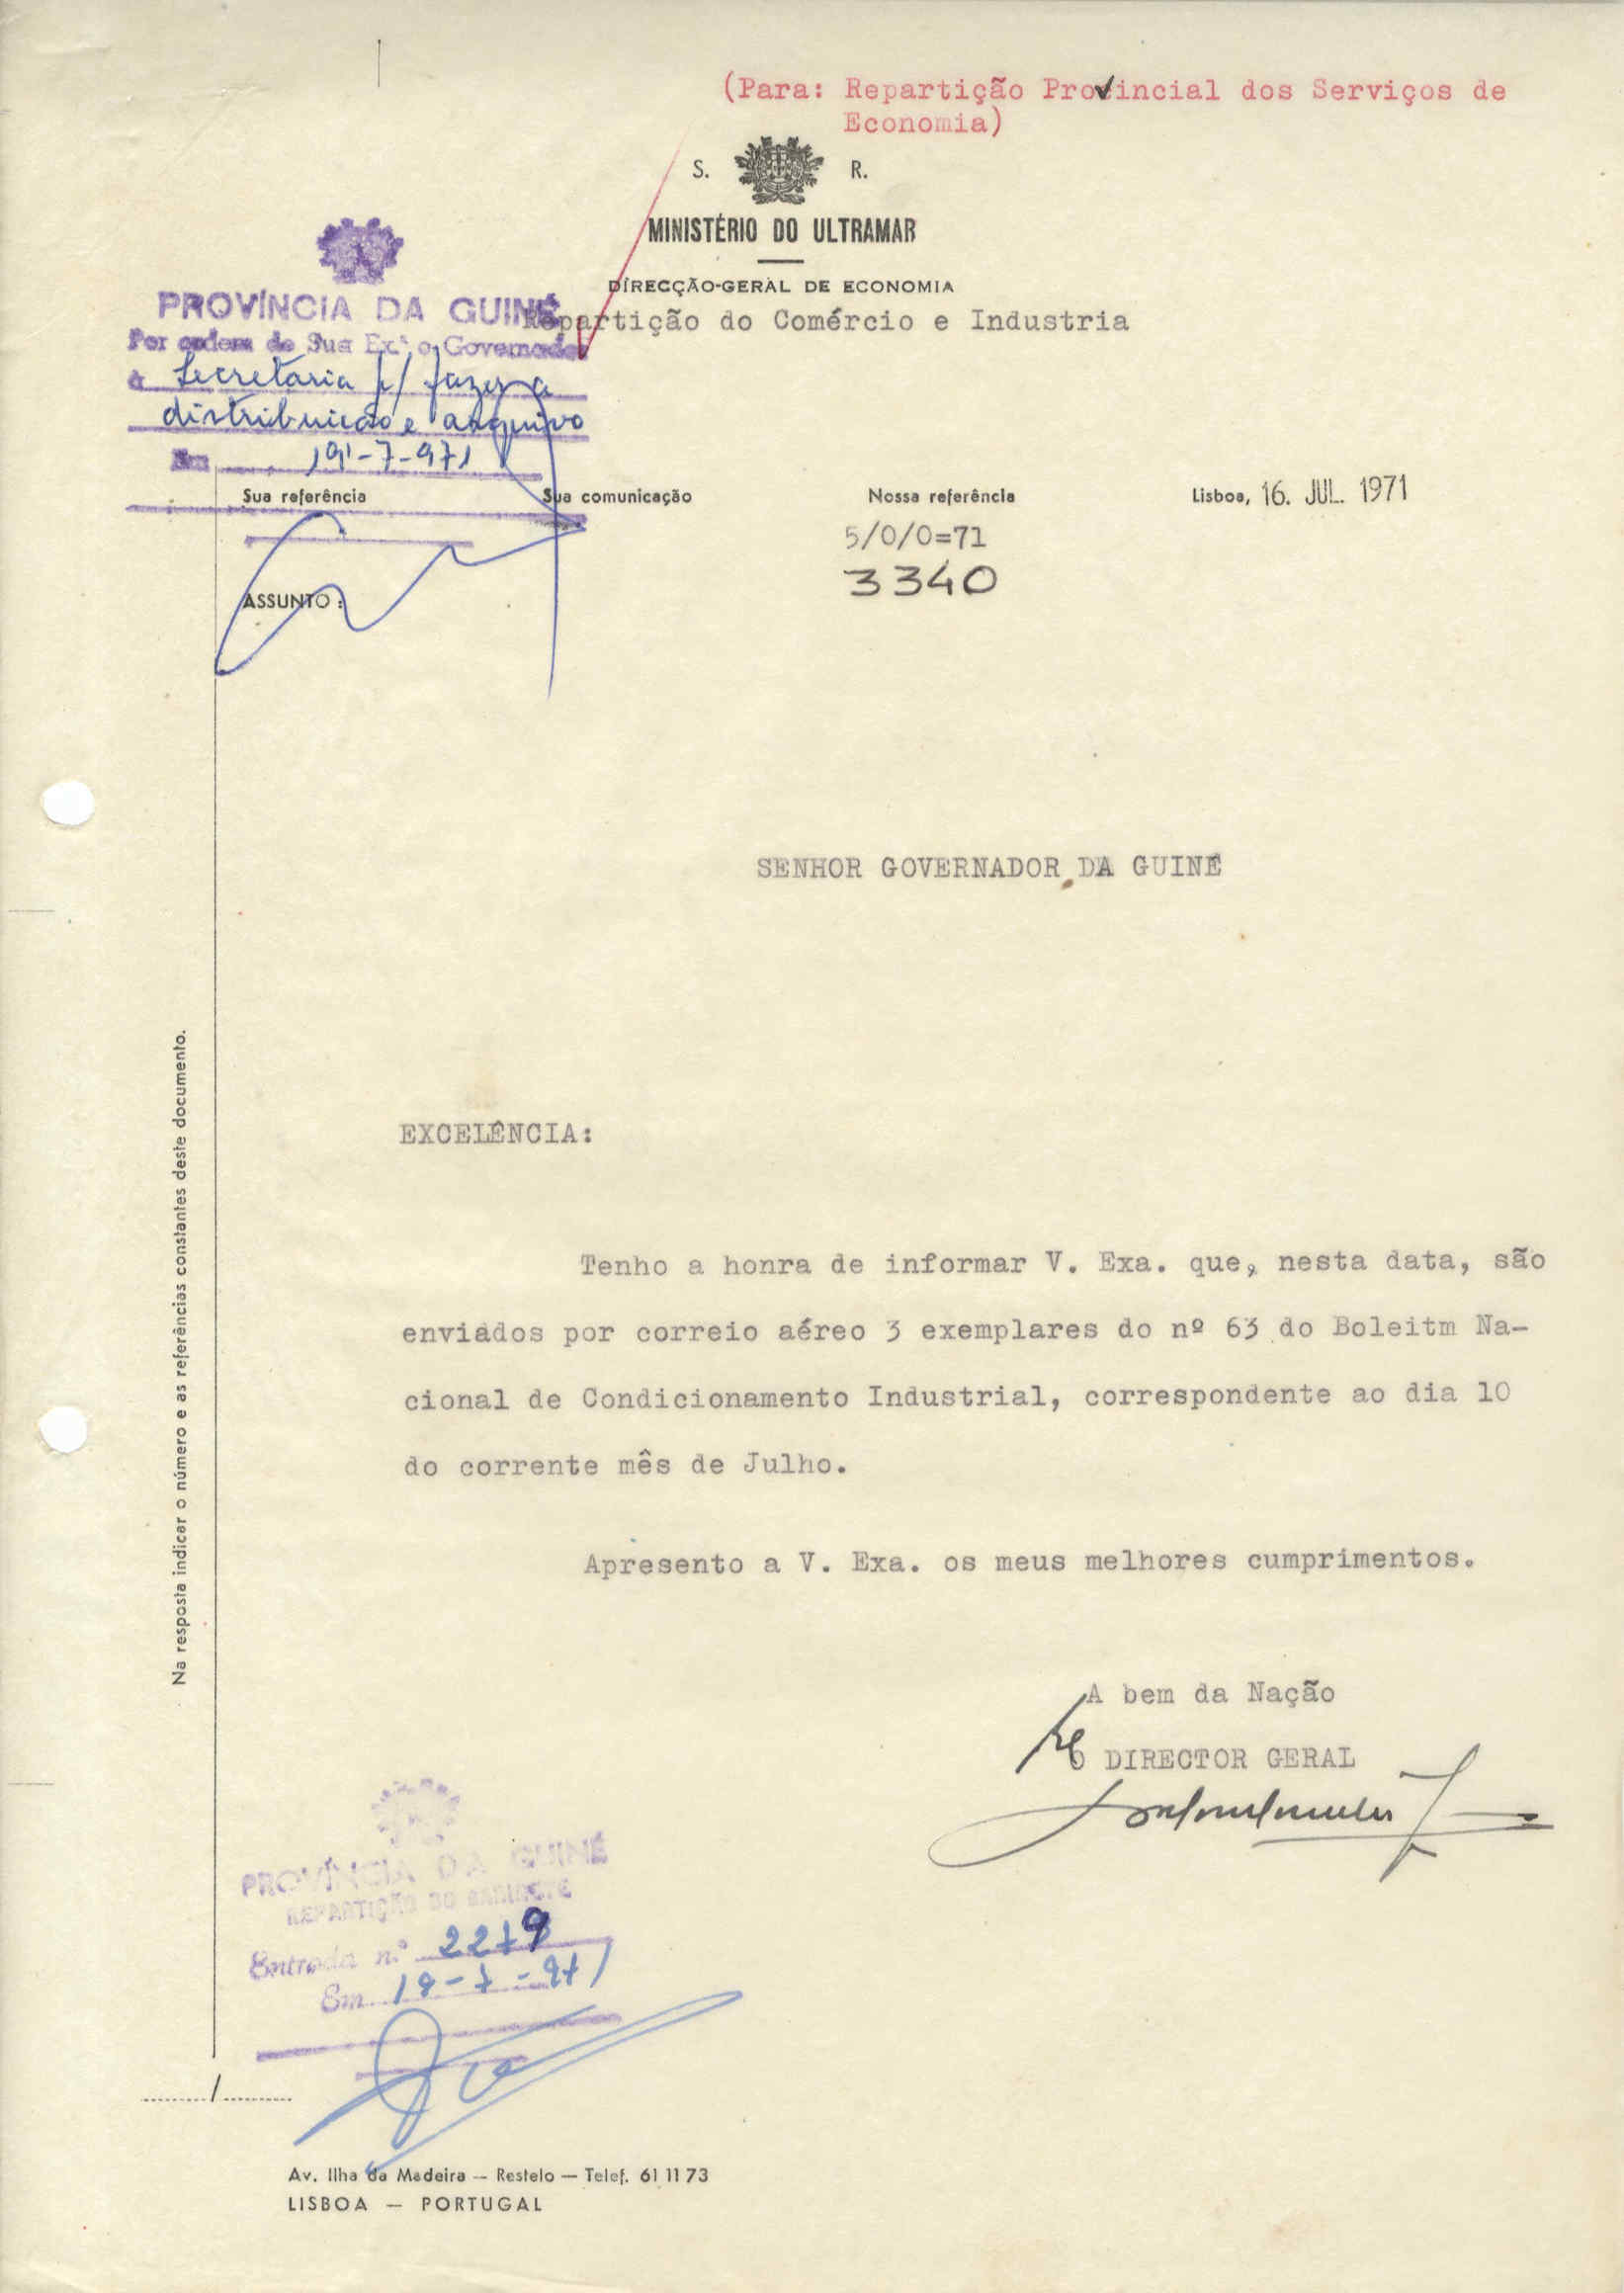 (Para: Repartição Provincial dos Serviços de
Economia)
S. R.
MINISTÉRIO DO ULTRAMAR
DIRECÇÃO-GERAL DE ECONOMIA
Repartição do Comércio e Industria
PROVÍNCIA DA GUINÉ
Por ordem de Sua Ex.ª o Governador
à Secretaria p/ fazer a
distribuição e arquivo
Em 19-7-971
Sua referência Sua comunicação Nossa referência Lisboa, 16. JUL. 1971
5/0/0=71
3340
ASSUNTO:
SENHOR GOVERNADOR DA GUINÉ
EXCELÊNCIA:
Tenho a honra de informar V. Exa. que, nesta data, são
enviados por correio aéreo 3 exemplares do nº 63 do Boleitm Na-
cional de Condicionamento Industrial, correspondente ao dia 10
do corrente mês de Julho.
Apresento a V. Exa. os meus melhores cumprimentos.
A bem da Nação
O DIRECTOR GERAL
PROVÍNCIA DA GUINÉ
REPARTIÇÃO DO GABINETE
Entrada n.º 2279
Em 19-7-971
Av. Ilha da Madeira — Restelo — Telef. 61 11 73
LISBOA — PORTUGAL
Na resposta indicar o número e as referências constantes deste documento.